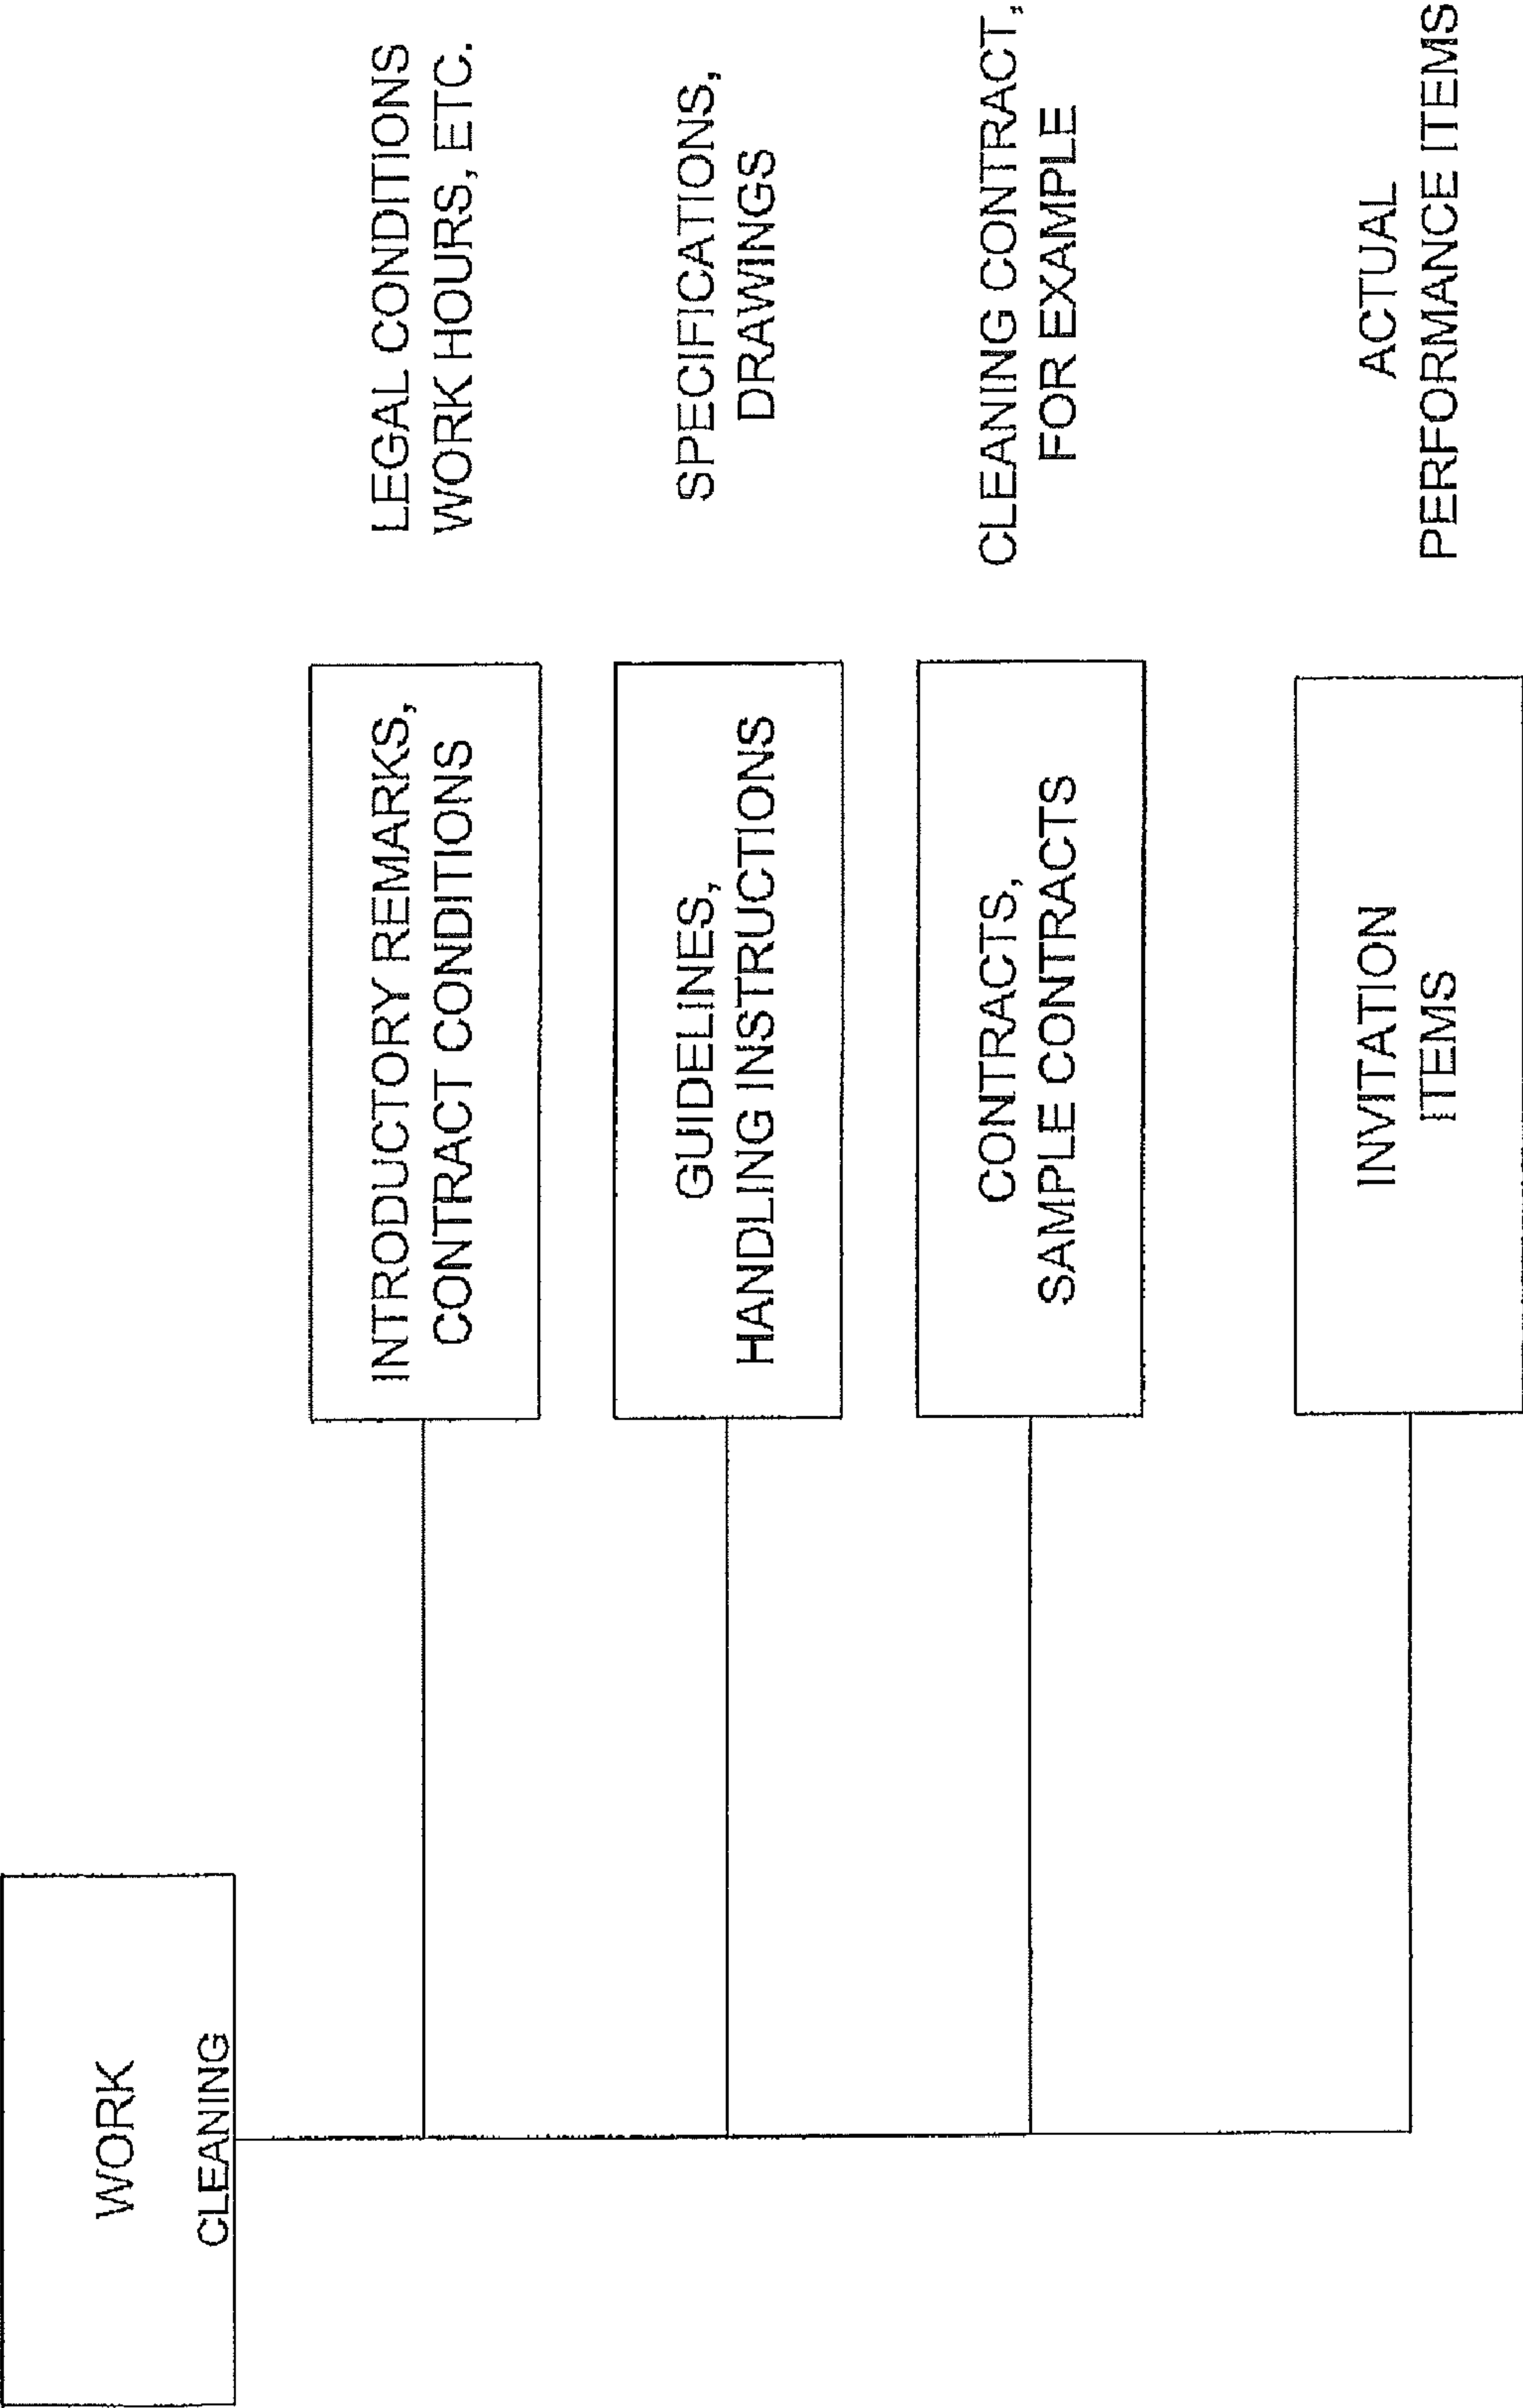 WORK
CLEANING
INTRODUCTORY REMARKS,
CONTRACT CONDITIONS
LEGAL CONDITIONS
WORK HOURS, ETC.
GUIDELINES,
HANDLING INSTRUCTIONS
SPECIFICATIONS,
DRAWINGS
CONTRACTS,
SAMPLE CONTRACTS
CLEANING CONTRACT,
FOR EXAMPLE
INVITATION
ITEMS
ACTUAL
PERFORMANCE ITEMS